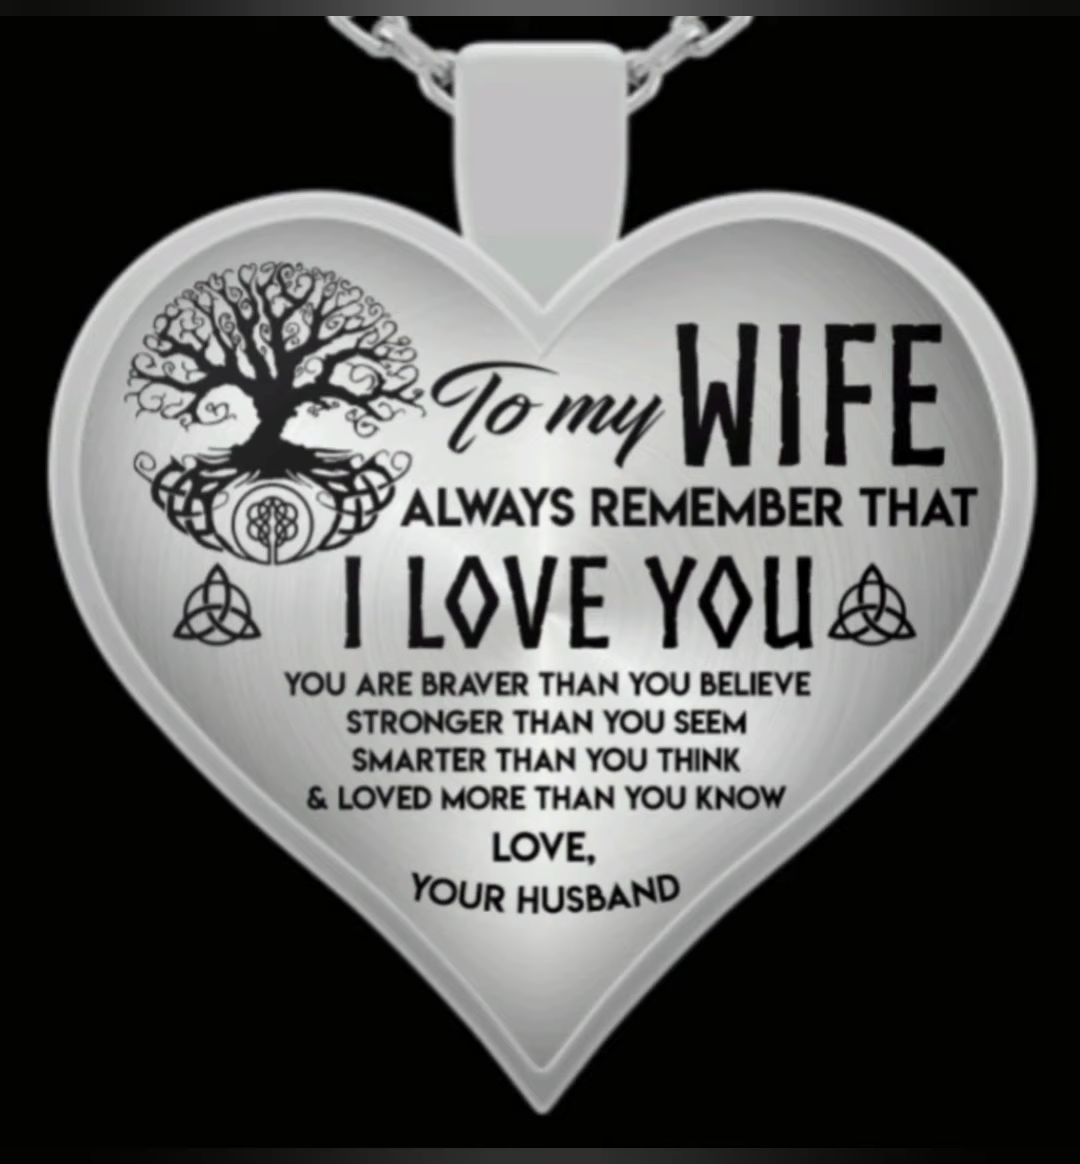 To my WIFE
ALWAYS REMEMBER THAT
I LOVE YOU
YOU ARE BRAVER THAN YOU BELIEVE
STRONGER THAN YOU SEEM
SMARTER THAN YOU THINK
& LOVED MORE THAN YOU KNOW
LOVE,
YOUR HUSBAND